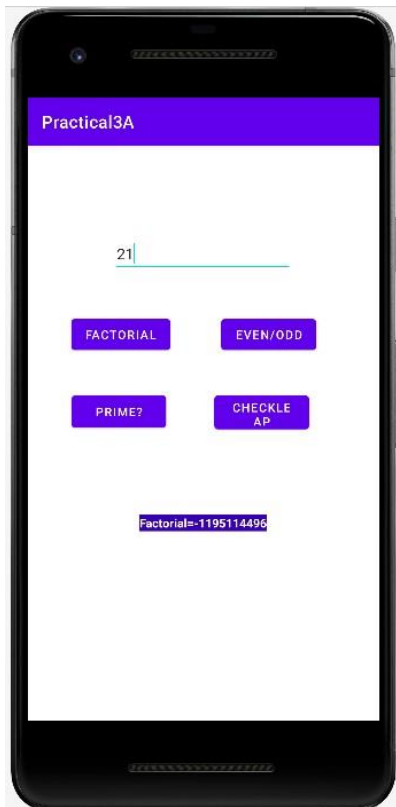 Practical3A
21
FACTORIAL
EVEN/ODD
PRIME?
CHECKLE
AP
Factorial=-1195114496